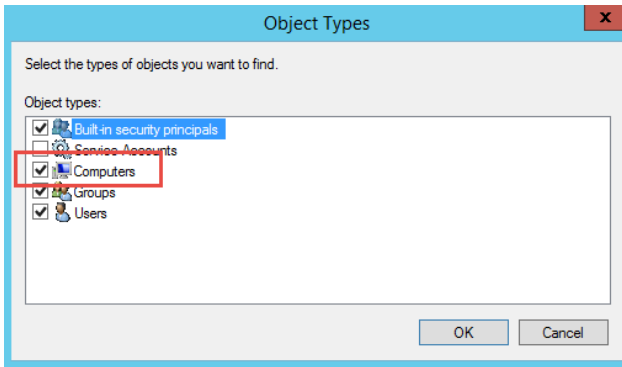 Object Types
x
Select the types of objects you want to find.
Object types:
Built-in security principals
Service Accounts
Computers
Groups
Users
OK
Cancel